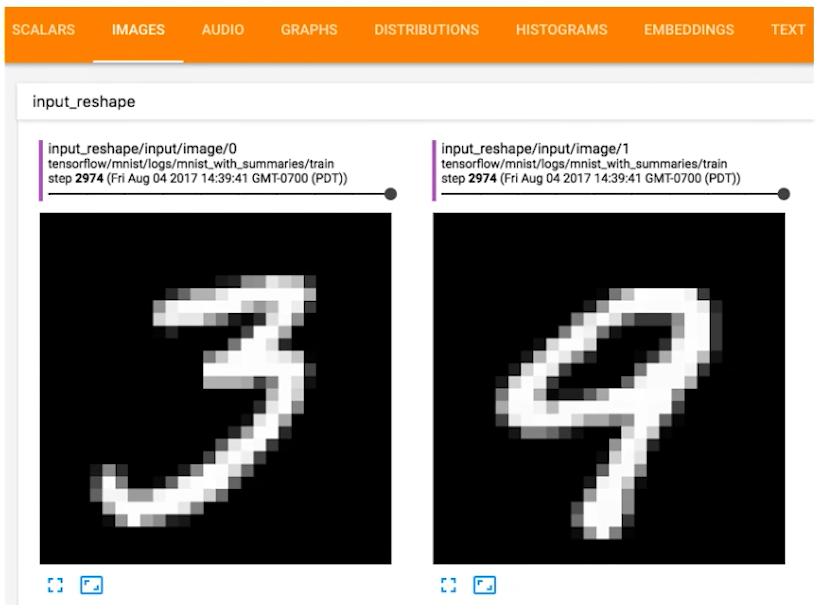 SCALARS IMAGES AUDIO GRAPHS DISTRIBUTIONS HISTOGRAMS EMBEDDINGS TEXT
input_reshape
input_reshape/input/image/0
tensorflow/mnist/logs/mnist_with_summaries/train
step 2974 (Fri Aug 04 2017 14:39:41 GMT-0700 (PDT))
3
input_reshape/input/image/1
tensorflow/mnist/logs/mnist_with_summaries/train
step 2974 (Fri Aug 04 2017 14:39:41 GMT-0700 (PDT))
9